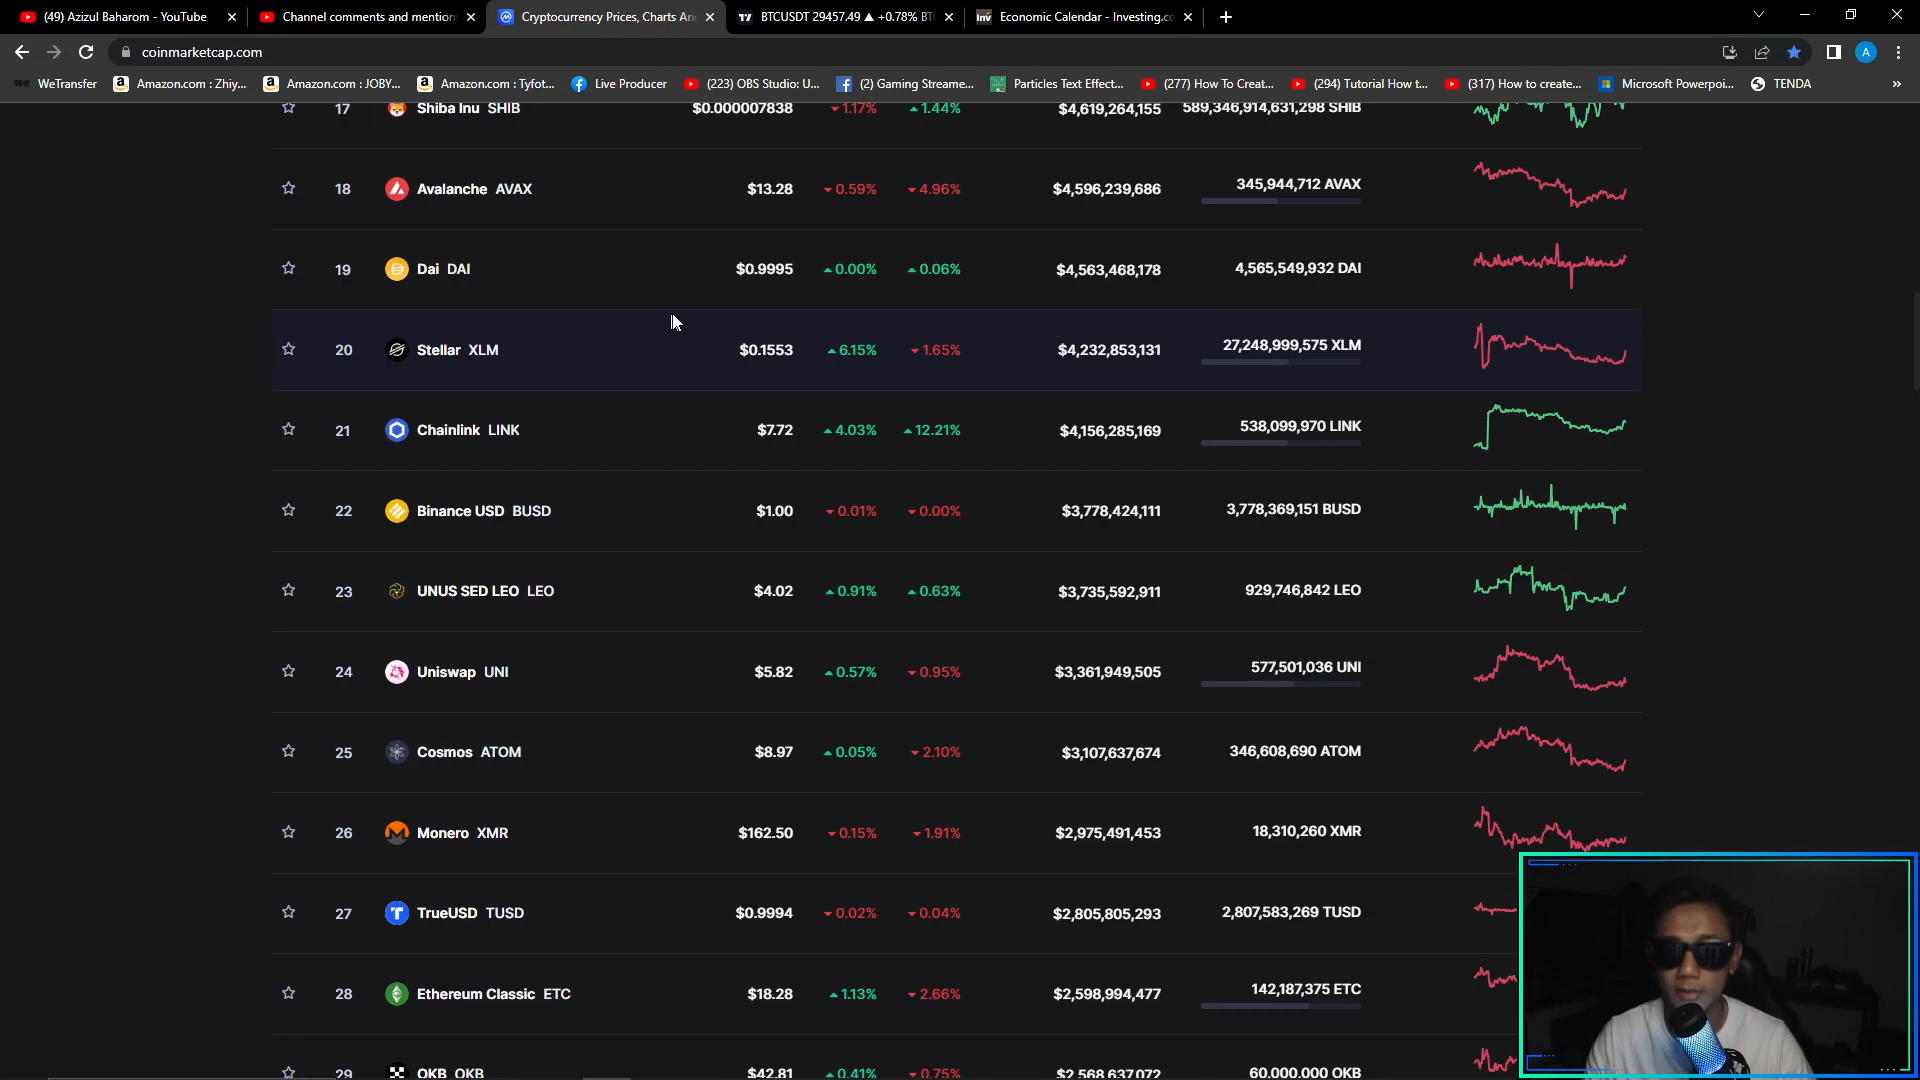 (49) Azizul Baharom - YouTube
Channel comments and mention
Cryptocurrency Prices, Charts An
BTCUSDT 29457.49 ▲ +0.78% BT
Economic Calendar - Investing.co
coinmarketcap.com
WeTransfer
Amazon.com : Zhiy...
Amazon.com : JOBY...
Amazon.com : Tyfot...
Live Producer
(223) OBS Studio: U...
(2) Gaming Streame...
Particles Text Effect...
(277) How To Creat...
(294) Tutorial How t...
(317) How to create...
Microsoft Powerpoi...
TENDA
17 Shiba Inu SHIB $0.000007838 1.17% 1.44% $4,619,264,155 589,346,914,631,298 SHIB
18 Avalanche AVAX $13.28 0.59% 4.96% $4,596,239,686 345,944,712 AVAX
19 Dai DAI $0.9995 0.00% 0.06% $4,563,468,178 4,565,549,932 DAI
20 Stellar XLM $0.1553 6.15% 1.65% $4,232,853,131 27,248,999,575 XLM
21 Chainlink LINK $7.72 4.03% 12.21% $4,156,285,169 538,099,970 LINK
22 Binance USD BUSD $1.00 0.01% 0.00% $3,778,424,111 3,778,369,151 BUSD
23 UNUS SED LEO LEO $4.02 0.91% 0.63% $3,735,592,911 929,746,842 LEO
24 Uniswap UNI $5.82 0.57% 0.95% $3,361,949,505 577,501,036 UNI
25 Cosmos ATOM $8.97 0.05% 2.10% $3,107,637,674 346,608,690 ATOM
26 Monero XMR $162.50 0.15% 1.91% $2,975,491,453 18,310,260 XMR
27 TrueUSD TUSD $0.9994 0.02% 0.04% $2,805,805,293 2,807,583,269 TUSD
28 Ethereum Classic ETC $18.28 1.13% 2.66% $2,598,994,477 142,187,375 ETC
29 OKB OKB $42.81 0.41% 0.75% $2,568,637,072 60,000,000 OKB